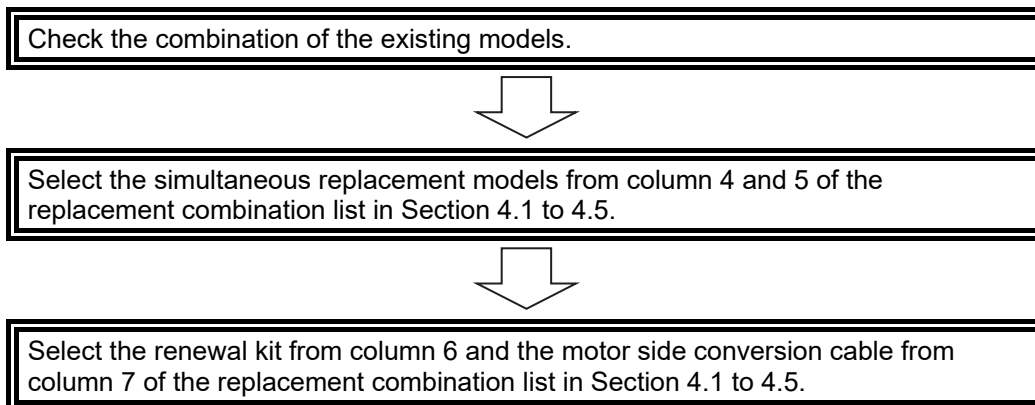 Check the combination of the existing models.
Select the simultaneous replacement models from column 4 and 5 of the
replacement combination list in Section 4.1 to 4.5.
Select the renewal kit from column 6 and the motor side conversion cable from
column 7 of the replacement combination list in Section 4.1 to 4.5.